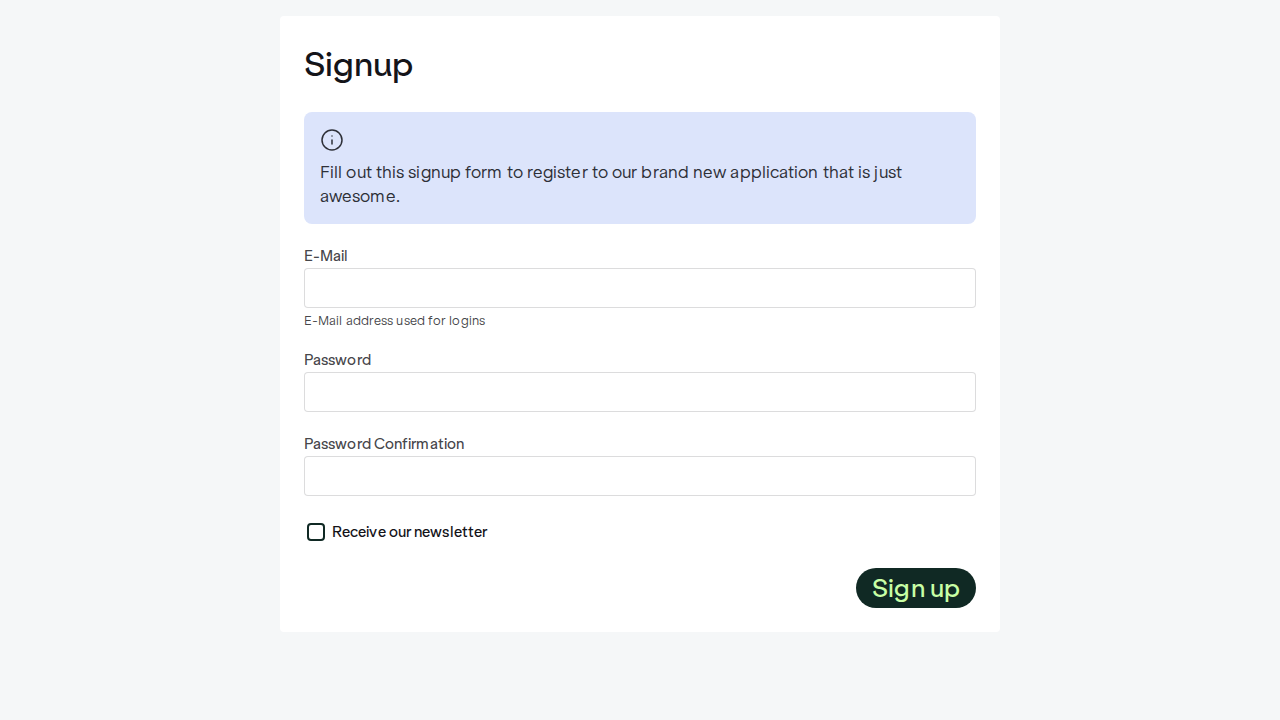 Signup
Fill out this signup form to register to our brand new application that is just
awesome.
E-Mail
E-Mail address used for logins
Password
Password Confirmation
Receive our newsletter
Sign up